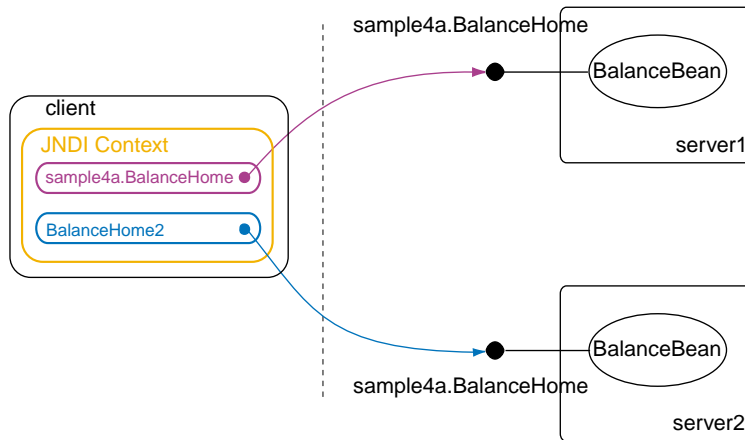 sample4a.BalanceHome
BalanceBean
server1
client
JNDI Context
sample4a.BalanceHome
BalanceHome2
BalanceBean
sample4a.BalanceHome
server2